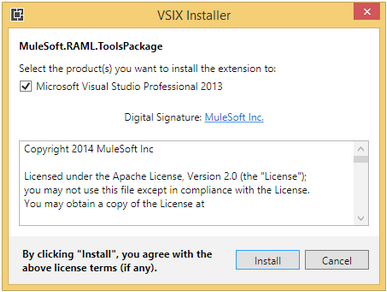 VSIX Installer
MuleSoft.RAML.ToolsPackage
Select the product(s) you want to install the extension to:
Microsoft Visual Studio Professional 2013
Digital Signature: MuleSoft Inc.
Copyright 2014 MuleSoft Inc
Licensed under the Apache License, Version 2.0 (the "License");
you may not use this file except in compliance with the License.
You may obtain a copy of the License at
By clicking "Install", you agree with the
above license terms (if any).
Install
Cancel